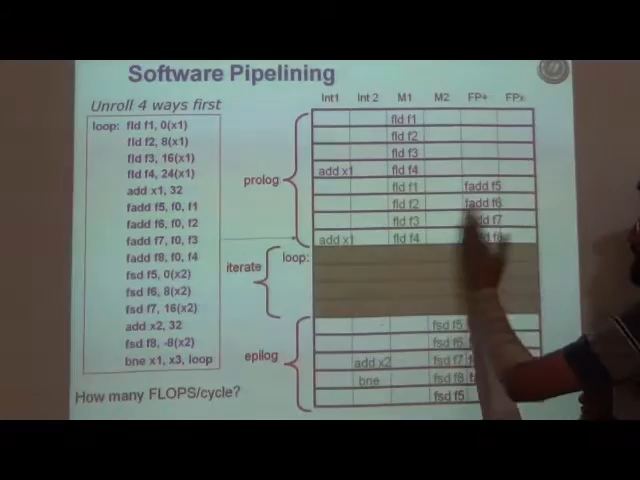 Software Pipelining
Unroll 4 ways first
loop: fld f1, 0(x1)
fld f2, 8(x1)
fld f3, 16(x1)
fld f4, 24(x1)
add x1, 32
fadd f5, f0, f1
fadd f6, f0, f2
fadd f7, f0, f3
fadd f8, f0, f4
fsd f5, 0(x2)
fsd f6, 8(x2)
fsd f7, 16(x2)
add x2, 32
fsd f8, -8(x2)
bne x1, x3, loop
How many FLOPS/cycle?
prolog
iterate
loop:
epilog
Int1 Int 2 M1 M2 FP+ FPx
fld f1
fld f2
fld f3
add x1 fld f4
fld f1 fadd f5
fld f2 fadd f6
fld f3 fadd f7
add x1 fld f4
fsd f5
fsd f6
add x2 fsd f7
bne fsd f8
fsd f5